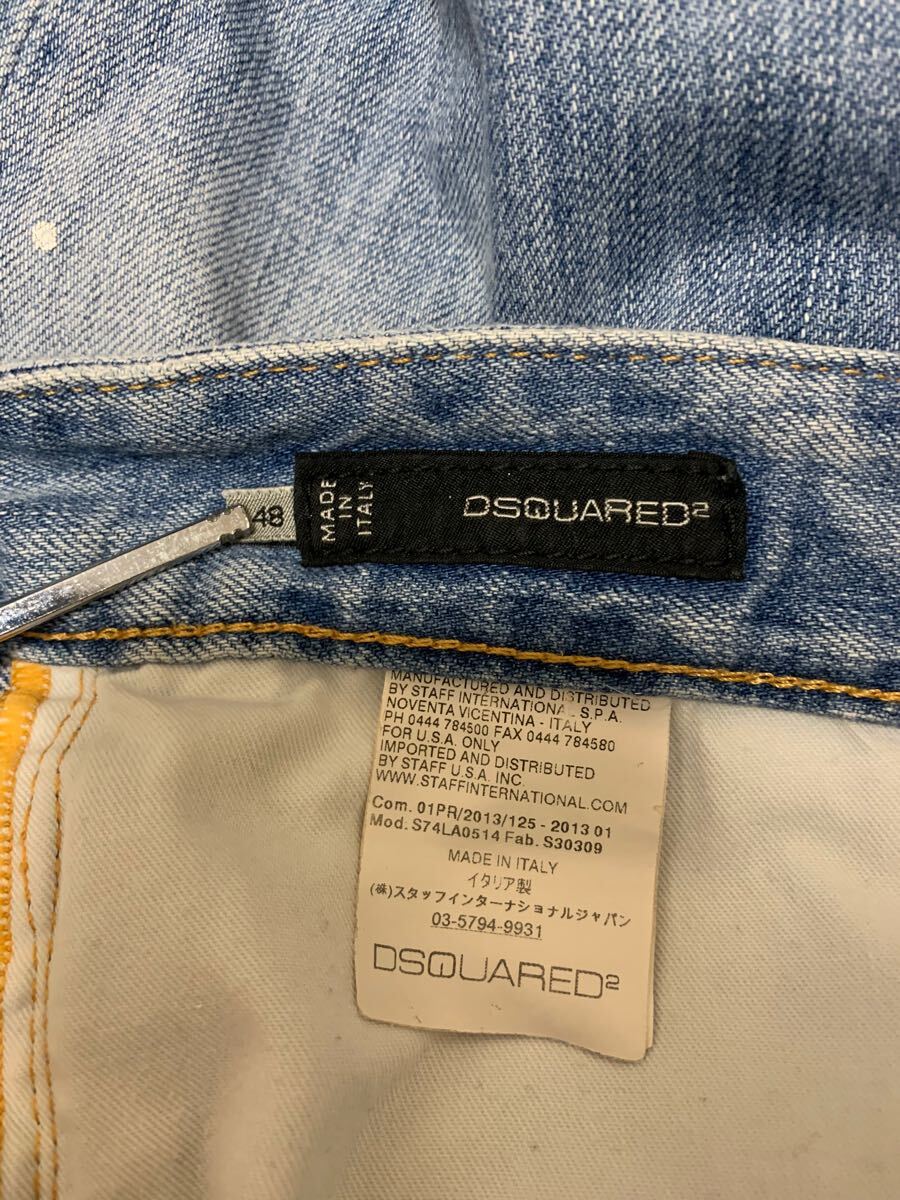 48
MADE
IN
ITALY
DSQUARED²
MANUFACTURED AND DISTRIBUTED
BY STAFF INTERNATIONAL S.P.A.
NOVENTA VICENTINA - ITALY
PH 0444 784500 FAX 0444 784580
FOR U.S.A. ONLY
IMPORTED AND DISTRIBUTED
BY STAFF U.S.A. INC.
WWW.STAFFINTERNATIONAL.COM
Com. 01PR/2013/125 - 2013 01
Mod. S74LA0514 Fab. S30309
MADE IN ITALY
イタリア製
(株)スタッフインターナショナルジャパン
03-5794-9931
DSQUARED²